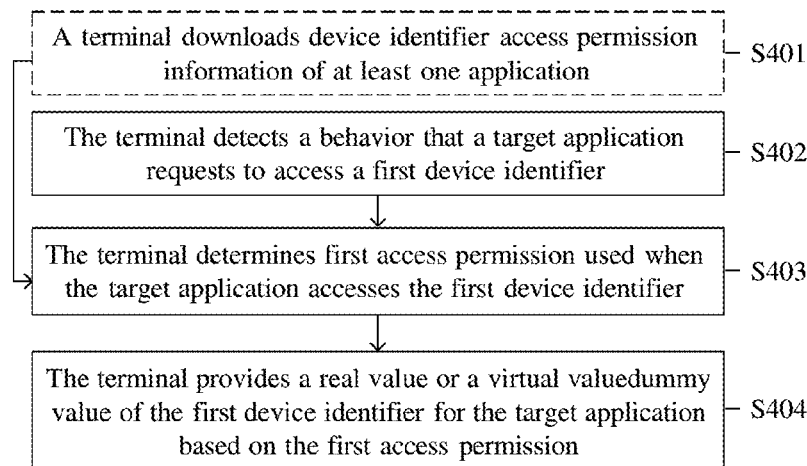 A terminal downloads device identifier access permission
information of at least one application
S401
The terminal detects a behavior that a target application
requests to access a first device identifier
S402
The terminal determines first access permission used when
the target application accesses the first device identifier
S403
The terminal provides a real value or a virtual valuedummy
value of the first device identifier for the target application
based on the first access permission
S404